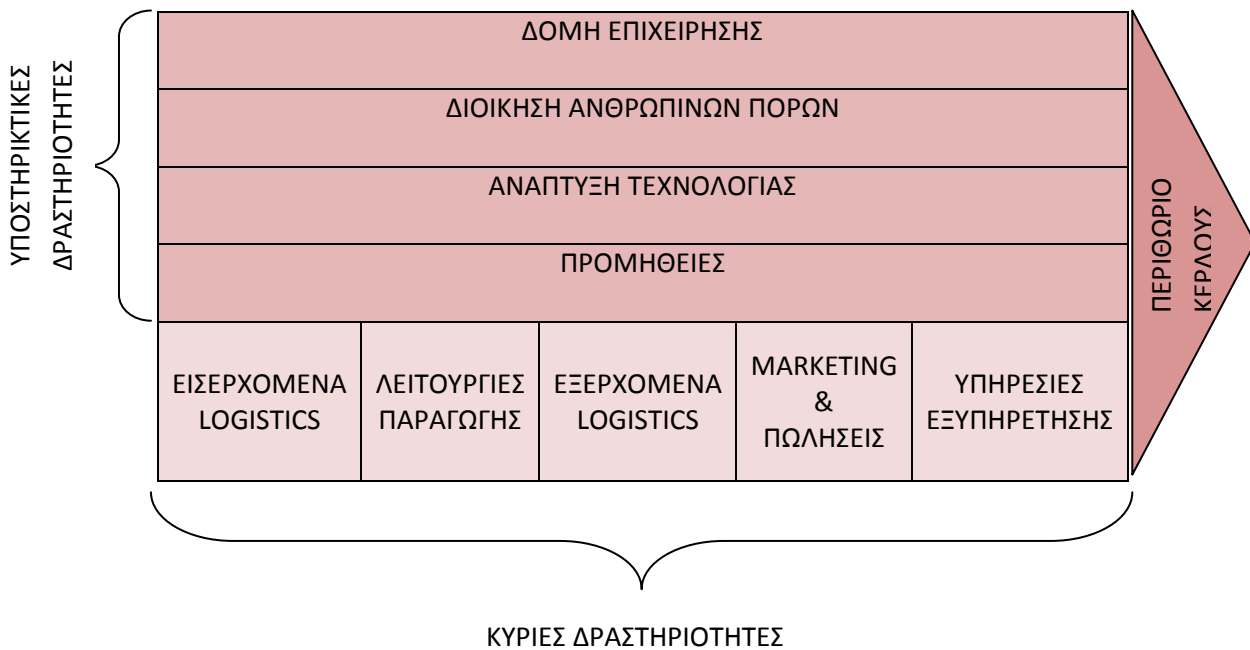 ΥΠΟΣΤΗΡΙΚΤΙΚΕΣ
ΔΡΑΣΤΗΡΙΟΤΗΤΕΣ
ΔΟΜΗ ΕΠΙΧΕΙΡΗΣΗΣ
ΔΙΟΙΚΗΣΗ ΑΝΘΡΩΠΙΝΩΝ ΠΟΡΩΝ
ΑΝΑΠΤΥΞΗ ΤΕΧΝΟΛΟΓΙΑΣ
ΠΡΟΜΗΘΕΙΕΣ
ΕΙΣΕΡΧΟΜΕΝΑ
LOGISTICS
ΛΕΙΤΟΥΡΓΙΕΣ
ΠΑΡΑΓΩΓΗΣ
ΕΞΕΡΧΟΜΕΝΑ
LOGISTICS
MARKETING
&
ΠΩΛΗΣΕΙΣ
ΥΠΗΡΕΣΙΕΣ
ΕΞΥΠΗΡΕΤΗΣΗΣ
ΠΕΡΙΘΩΡΙΟ
ΚΕΡΔΟΥΣ
ΚΥΡΙΕΣ ΔΡΑΣΤΗΡΙΟΤΗΤΕΣ